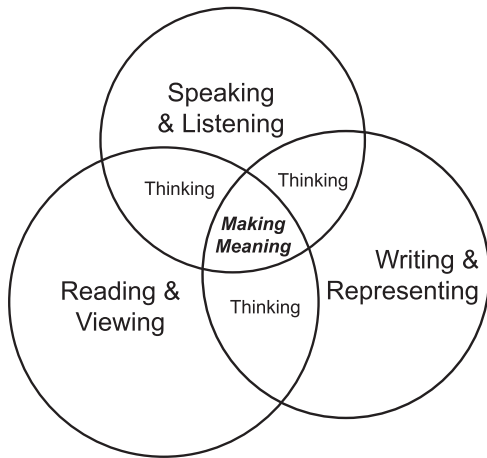 Speaking
& Listening
Thinking
Thinking
Making
Meaning
Writing &
Representing
Reading &
Viewing
Thinking